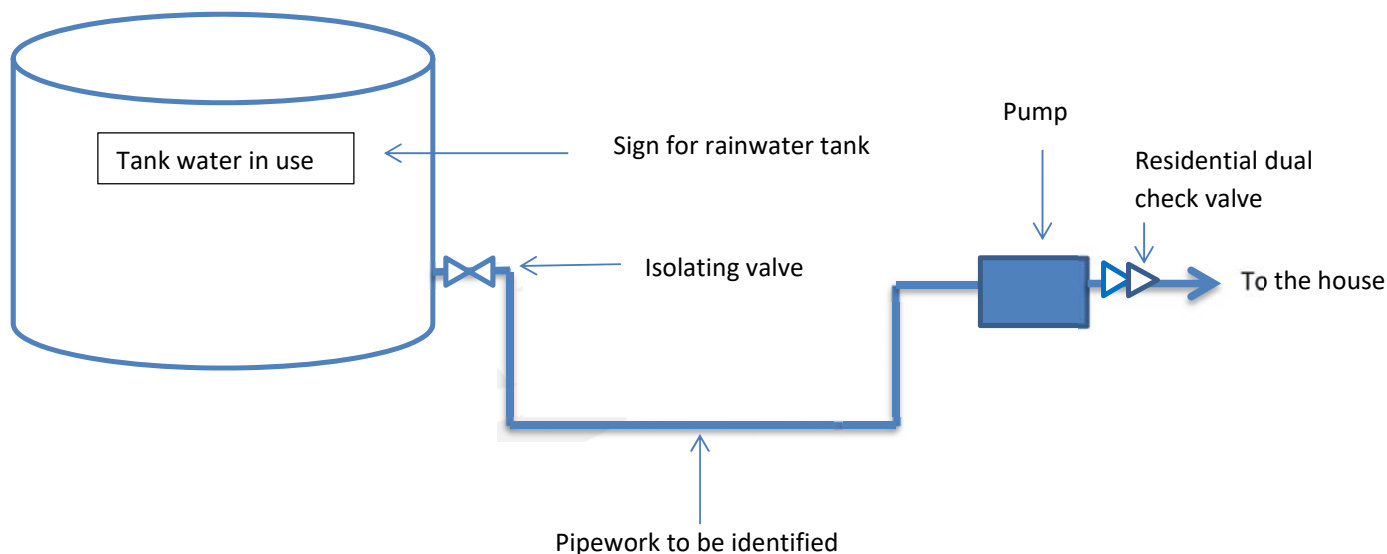 Pump
Tank water in use
Sign for rainwater tank
Residential dual
check valve
Isolating valve
To the house
Pipework to be identified